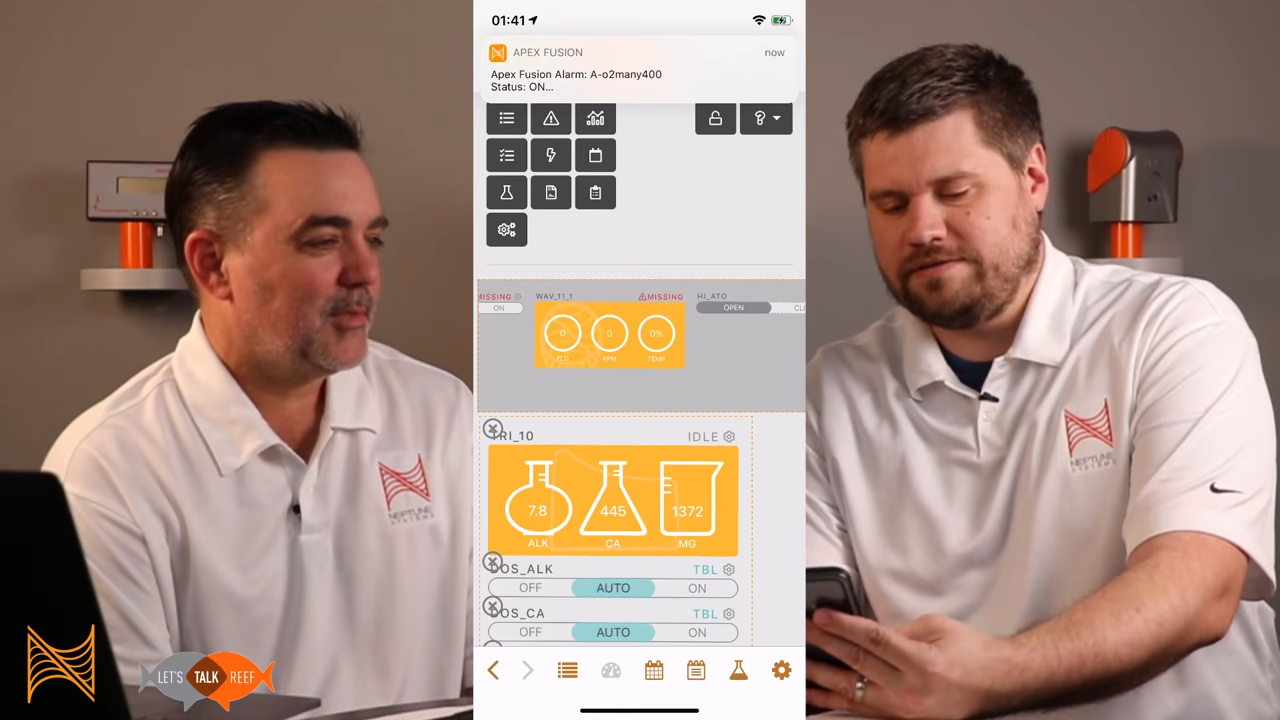 01:41
APEX FUSION
now
Apex Fusion Alarm: A-o2many400
Status: ON...
MISSING
ON
WAV_11_1
MISSING
HI_ATO
OPEN
0
0
0%
RPM
TEMP
TRI_10
IDLE
7.8
445
1372
ALK
CA
MG
DOS_ALK
TBL
OFF
AUTO
ON
DOS_CA
TBL
OFF
AUTO
ON
NEPTUNE
SYSTEMS
NEPTUNE
SYSTEMS
LET'S TALK REEF